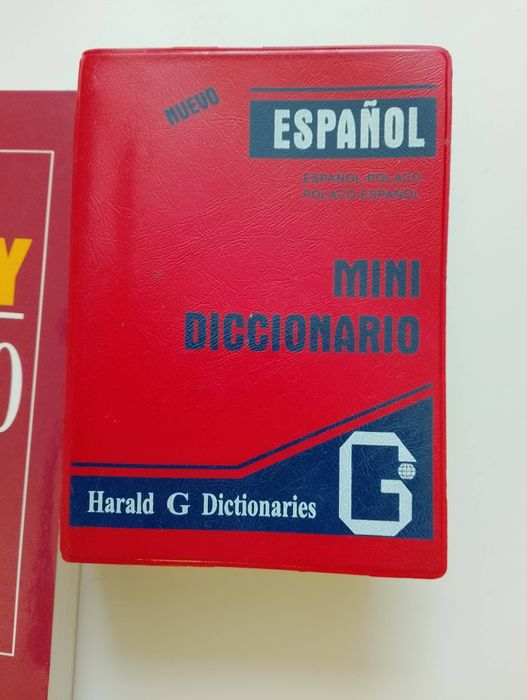 NUEVO
ESPAÑOL
ESPAÑOL-POLACO
POLACO-ESPAÑOL
MINI
DICCIONARIO
Harald G Dictionaries
G
Y
O